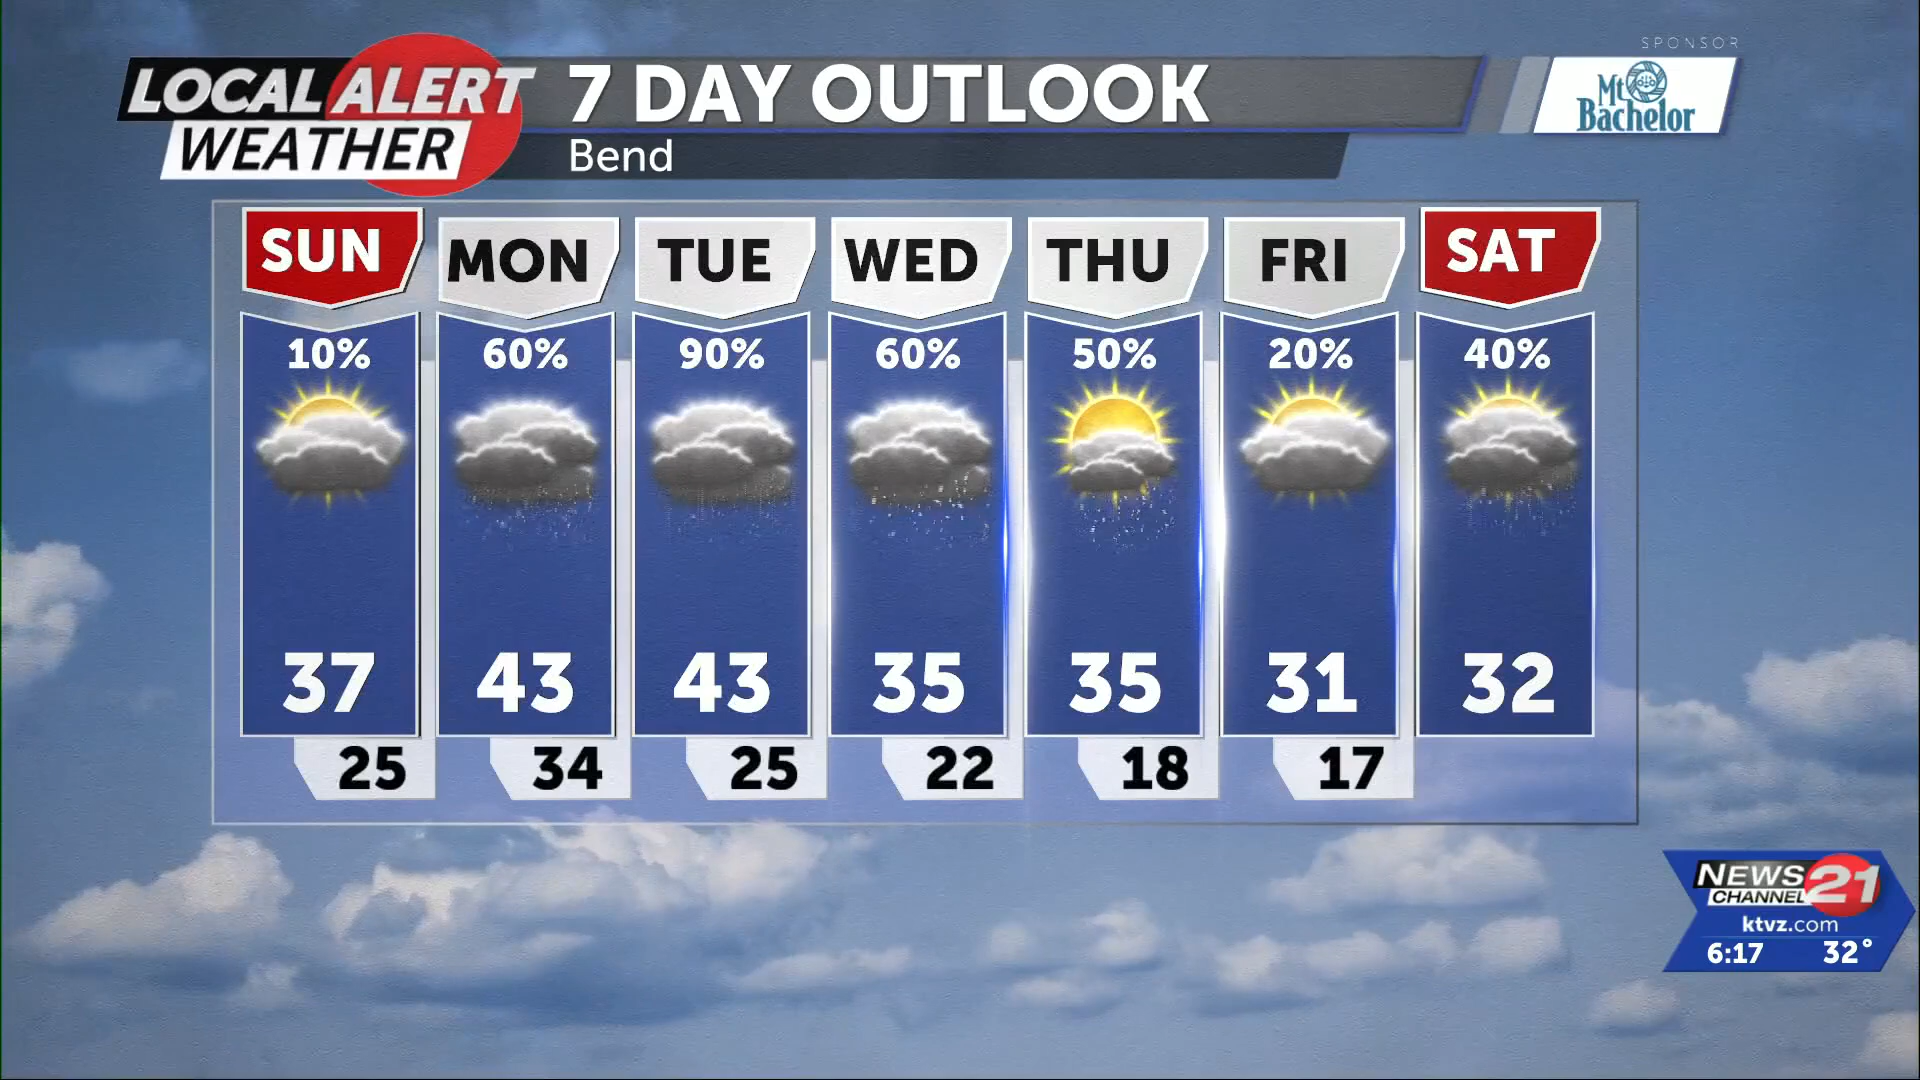 SPONSOR
LOCAL ALERT
WEATHER
7 DAY OUTLOOK
Bend
Mt
Bachelor
SUN MON TUE WED THU FRI SAT
10% 60% 90% 60% 50% 20% 40%
37 43 43 35 35 31 32
25 34 25 22 18 17
NEWS
CHANNEL 21
ktvz.com
6:17 32°